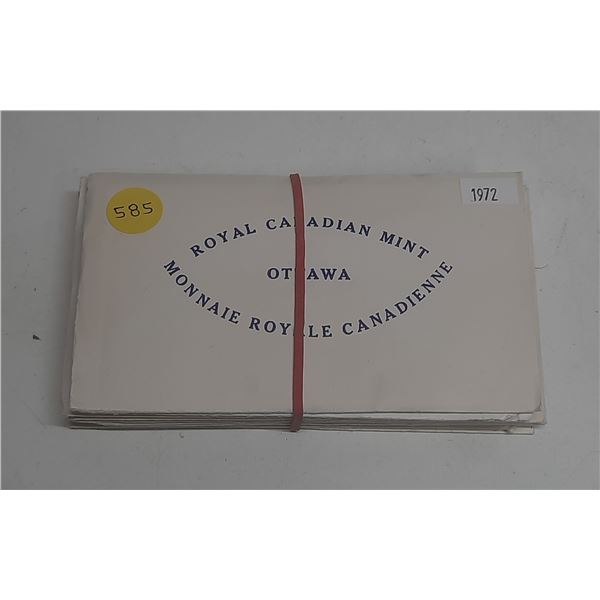 585
1972
ROYAL CANADIAN MINT
OTTAWA
MONNAIE ROYALE CANADIENNE